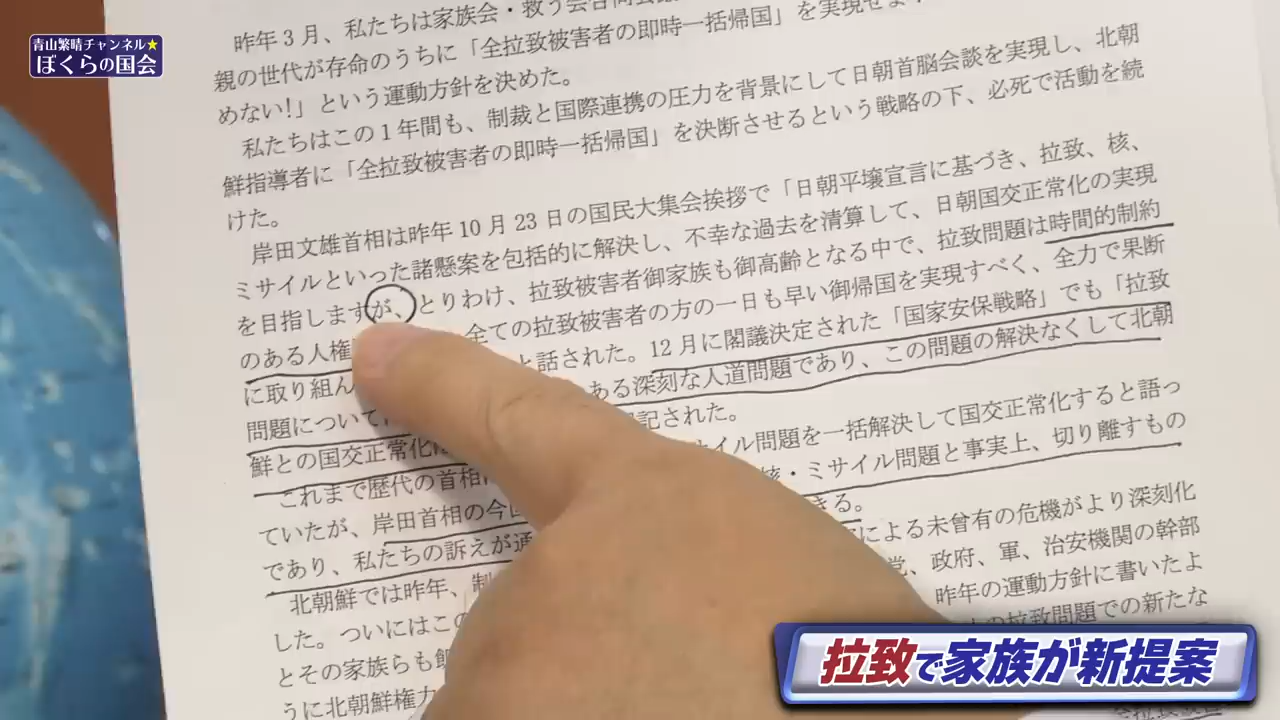 青山繁晴チャンネル★
ぼくらの国会
昨年3月、私たちは家族会・救う会合同会
親の世代が存命のうちに「全拉致被害者の即時一括帰国」を実現せよ
めない!」という運動方針を決めた。
私たちはこの1年間も、制裁と国際連携の圧力を背景にして日朝首脳会談を実現し、北朝
鮮指導者に「全拉致被害者の即時一括帰国」を決断させるという戦略の下、必死で活動を続
けた。
岸田文雄首相は昨年10月23日の国民大集会挨拶で「日朝平壌宣言に基づき、拉致、核、
ミサイルといった諸懸案を包括的に解決し、不幸な過去を清算して、日朝国交正常化の実現
を目指しますが、とりわけ、拉致被害者御家族も御高齢となる中で、拉致問題は時間的制約
のある人権 全ての拉致被害者の方の一日も早い御帰国を実現すべく、全力で果断
に取り組ん と話された。12月に閣議決定された「国家安保戦略」でも「拉致
問題について ある深刻な人道問題であり、この問題の解決なくして北朝
鮮との国交正常化は 記された。
これまで歴代の首相 サイル問題を一括解決して国交正常化すると語っ
ていたが、岸田首相の今回 核・ミサイル問題と事実上、切り離すもの
であり、私たちの訴えが通 きる。
北朝鮮では昨年、制 による未曽有の危機がより深刻化
した。ついにはこの 党、政府、軍、治安機関の幹部
とその家族らも飢 昨年の運動方針に書いたよ
うに北朝鮮権力 の拉致問題での新たな
全拉致被害
拉致で家族が新提案